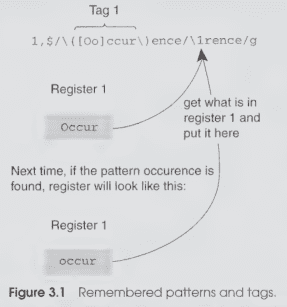 Tag 1
1,$/\([Oo]ccur\)ence/\1rence/g
Register 1
get what is in
register 1 and
put it here
Occur
Next time, if the pattern occurence is
found, register will look like this:
Register 1
occur
Figure 3.1 Remembered patterns and tags.